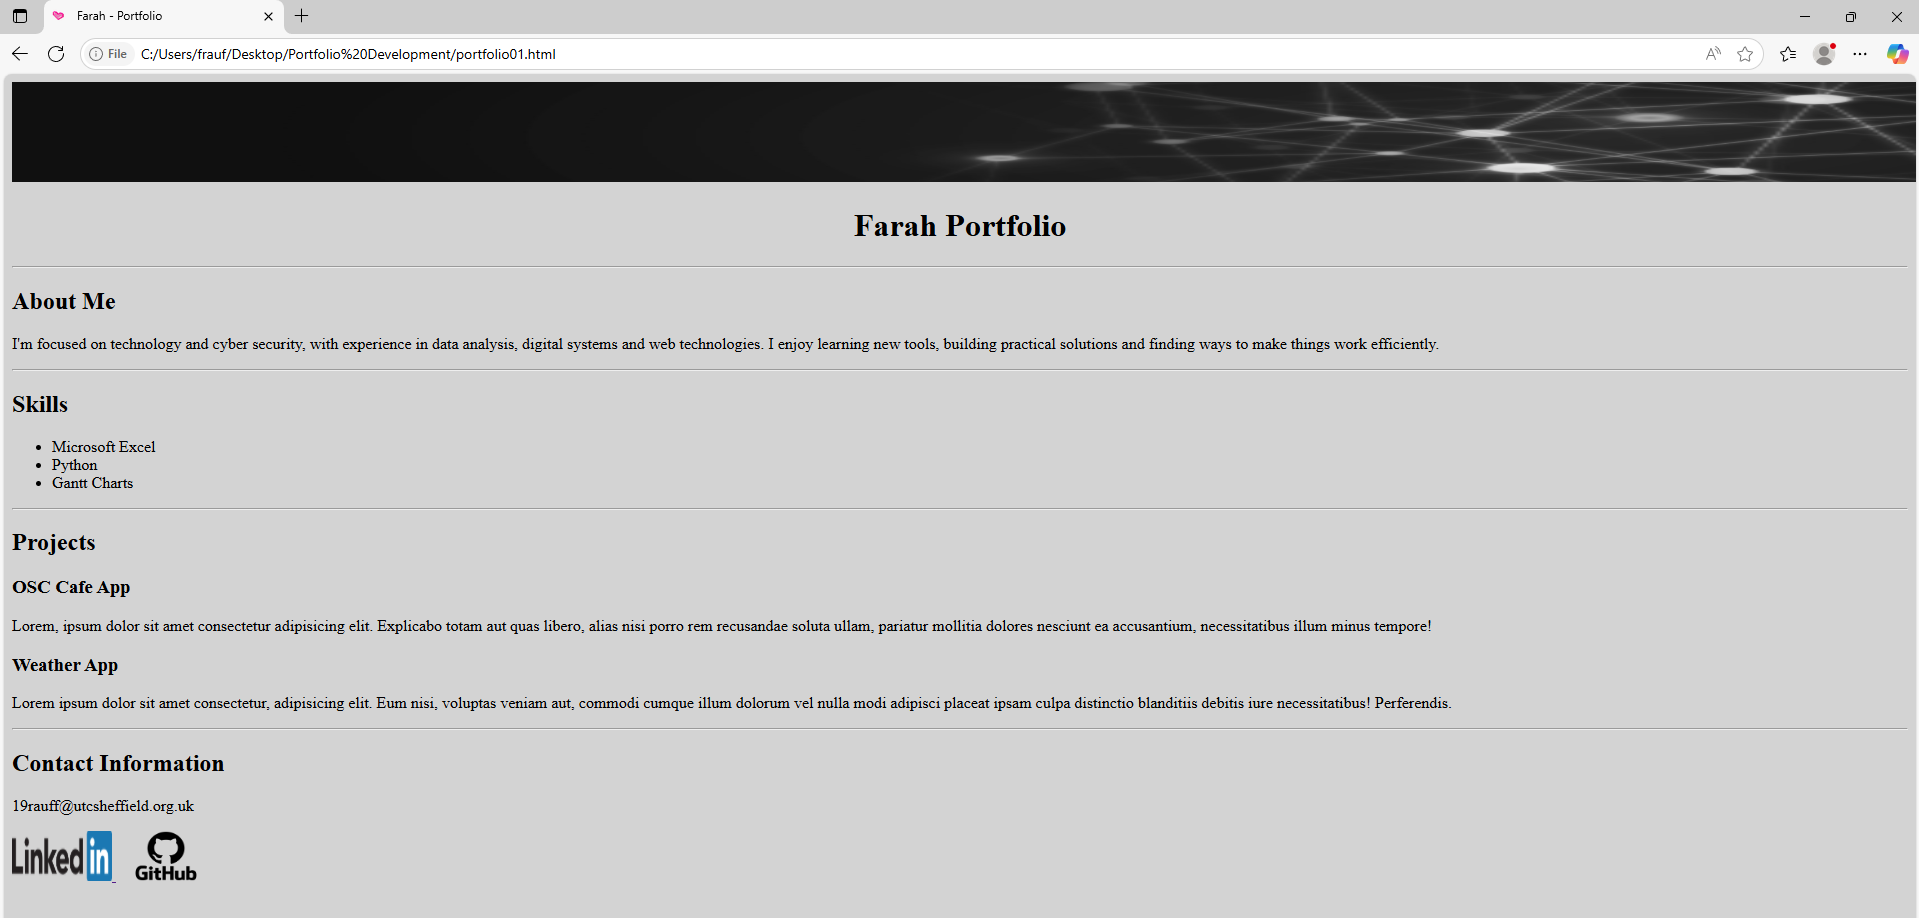 Farah - Portfolio
File
C:/Users/frauf/Desktop/Portfolio%20Development/portfolio01.html
Farah Portfolio
About Me
I'm focused on technology and cyber security, with experience in data analysis, digital systems and web technologies. I enjoy learning new tools, building practical solutions and finding ways to make things work efficiently.
Skills
Microsoft Excel
Python
Gantt Charts
Projects
OSC Cafe App
Lorem, ipsum dolor sit amet consectetur adipisicing elit. Explicabo totam aut quas libero, alias nisi porro rem recusandae soluta ullam, pariatur mollitia dolores nesciunt ea accusantium, necessitatibus illum minus tempore!
Weather App
Lorem ipsum dolor sit amet consectetur, adipisicing elit. Eum nisi, voluptas veniam aut, commodi cumque illum dolorum vel nulla modi adipisci placeat ipsam culpa distinctio blanditiis debitis iure necessitatibus! Perferendis.
Contact Information
19rauff@utcsheffield.org.uk
Linkedin
GitHub